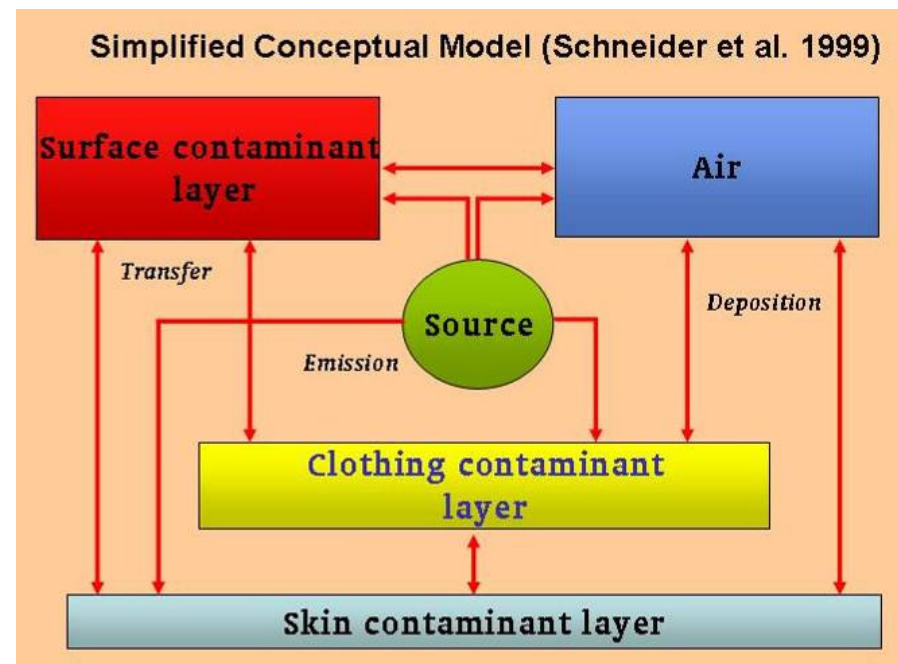 Simplified Conceptual Model (Schneider et al. 1999)
Surface contaminant
layer
Air
Transfer
Deposition
Source
Emission
Clothing contaminant
layer
Skin contaminant layer